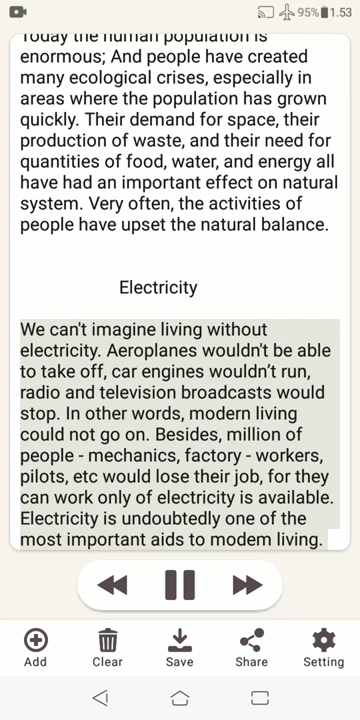 95% 1.53
Today the human population is
enormous; And people have created
many ecological crises, especially in
areas where the population has grown
quickly. Their demand for space, their
production of waste, and their need for
quantities of food, water, and energy all
have had an important effect on natural
system. Very often, the activities of
people have upset the natural balance.
Electricity
We can't imagine living without
electricity. Aeroplanes wouldn't be able
to take off, car engines wouldn't run,
radio and television broadcasts would
stop. In other words, modern living
could not go on. Besides, million of
people - mechanics, factory - workers,
pilots, etc would lose their job, for they
can work only of electricity is available.
Electricity is undoubtedly one of the
most important aids to modem living.
Add Clear Save Share Setting